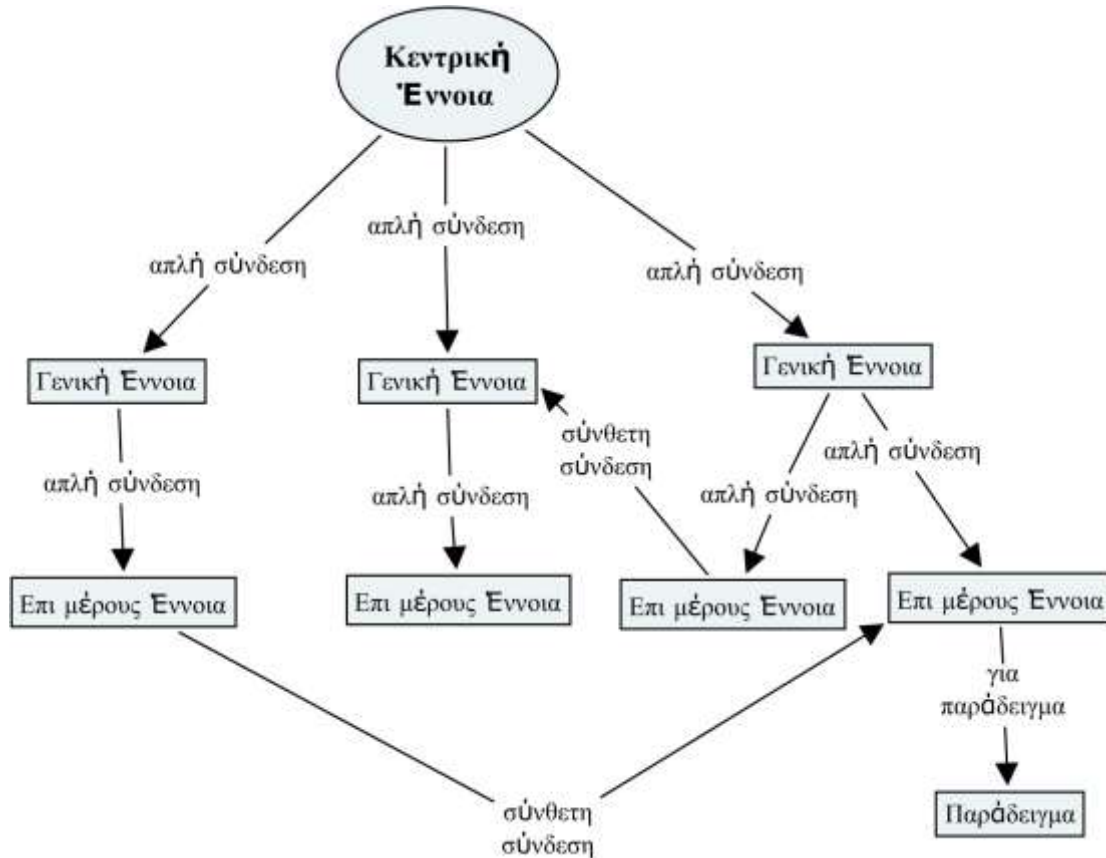 Κεντρική
Έννοια
απλή σύνδεση
απλή σύνδεση
απλή σύνδεση
Γενική Έννοια
Γενική Έννοια
Γενική Έννοια
σύνθετη
σύνδεση
απλή σύνδεση
απλή σύνδεση
απλή σύνδεση
απλή σύνδεση
Επι μέρους Έννοια
Επι μέρους Έννοια
Επι μέρους Έννοια
Επι μέρους Έννοια
για
παράδειγμα
Παράδειγμα
σύνθετη
σύνδεση